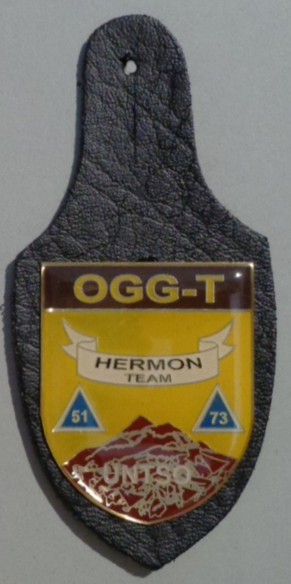 OGG-T
HERMON
TEAM
51 73
UNTSO